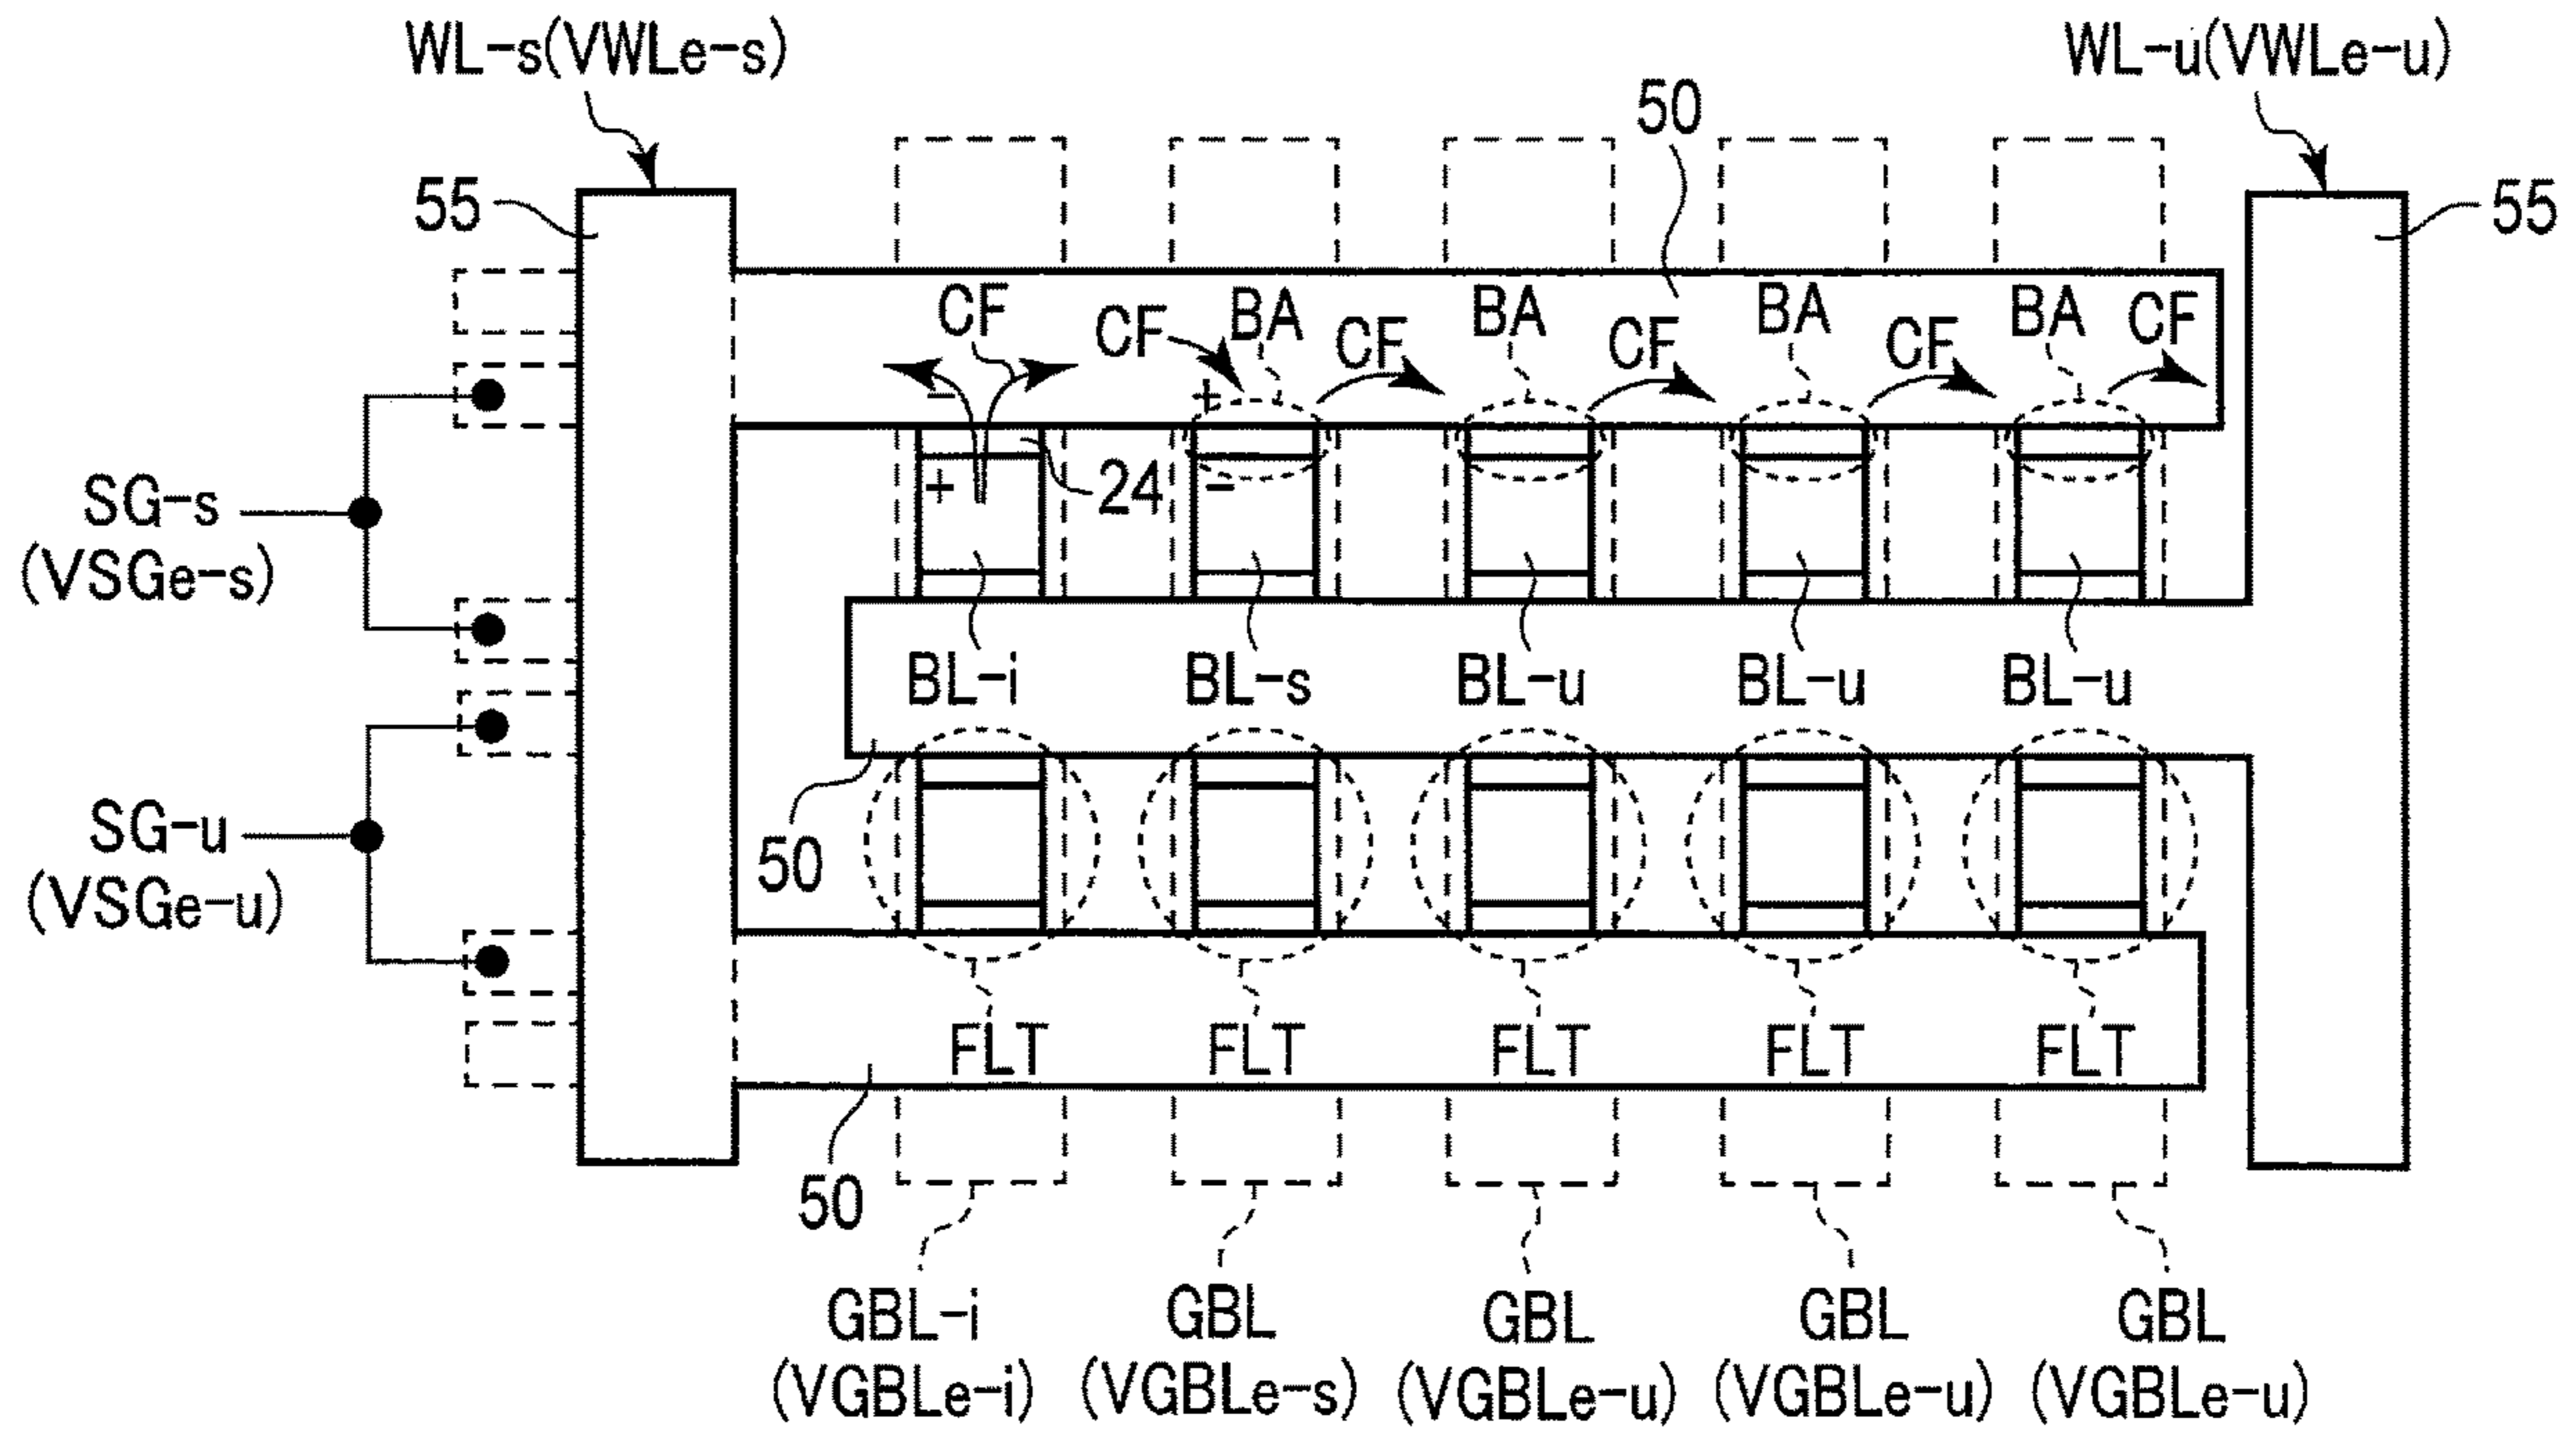 WL-s(VWLe-s)
WL-u(VWLe-u)
50
55
55
CF
CF
BA
CF
BA
CF
BA
CF
BA
CF
- +
+ -
24
SG-s
(VSGe-s)
BL-i
BL-s
BL-u
BL-u
BL-u
SG-u
(VSGe-u)
50
FLT
FLT
FLT
FLT
FLT
50
GBL-i
(VGBLe-i)
GBL
(VGBLe-s)
GBL
(VGBLe-u)
GBL
(VGBLe-u)
GBL
(VGBLe-u)